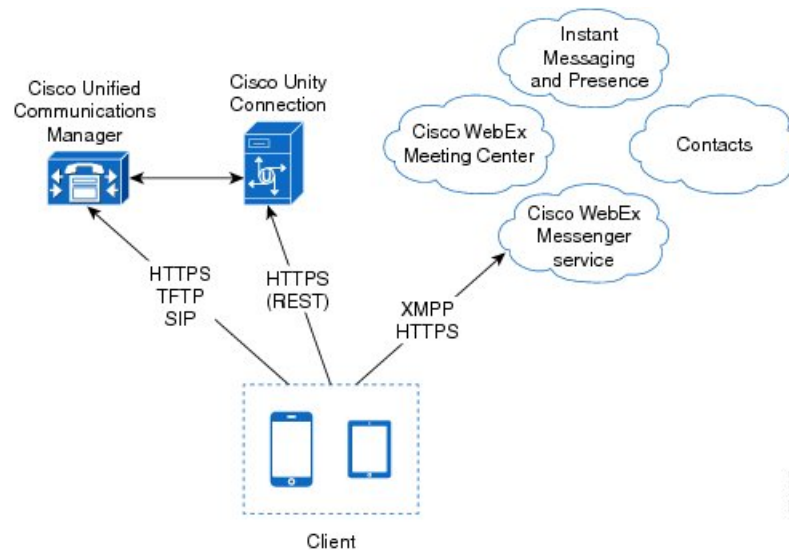 Instant
Messaging
and Presence
Cisco Unified
Communications
Manager
Cisco Unity
Connection
Cisco WebEx
Meeting Center
Contacts
Cisco WebEx
Messenger
service
HTTPS
TFTP
SIP
HTTPS
(REST)
XMPP
HTTPS
Client